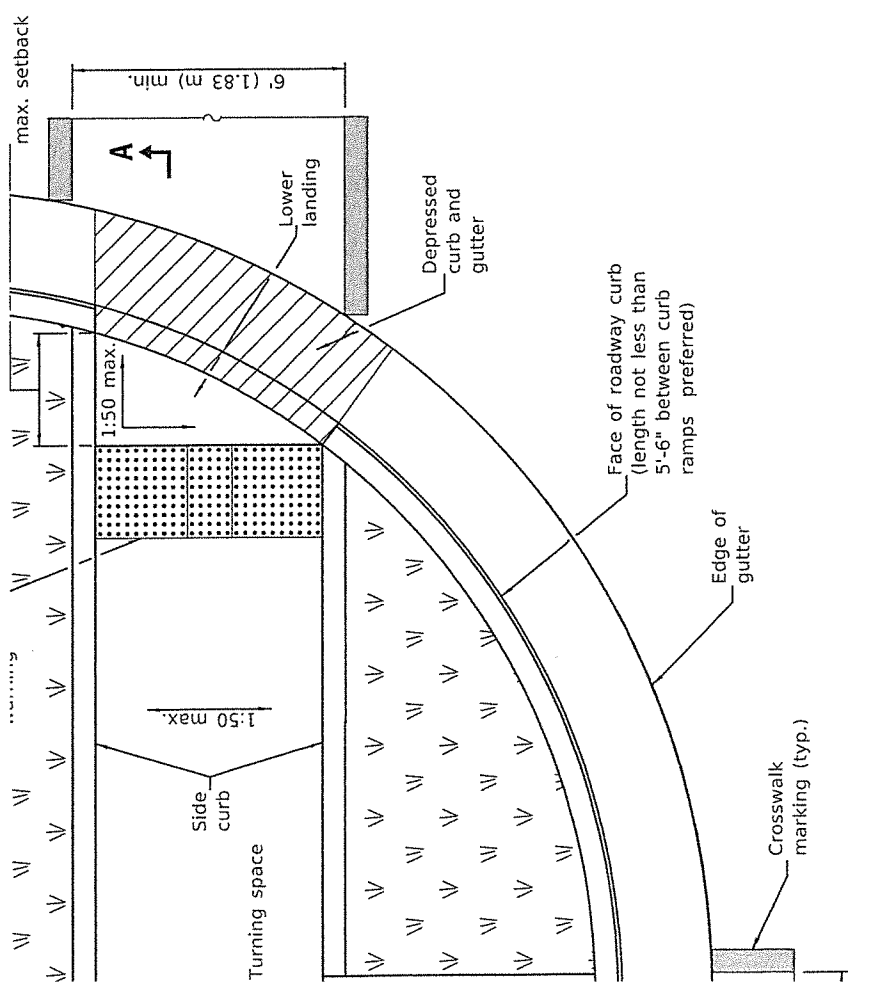 max. setback
6' (1.83 m) min.
A
Lower
landing
Depressed
curb and
gutter
1:50 max.
Face of roadway curb
(length not less than
5'-6" between curb
ramps preferred)
Edge of
gutter
1:50 max.
Side
curb
Crosswalk
marking (typ.)
Turning space